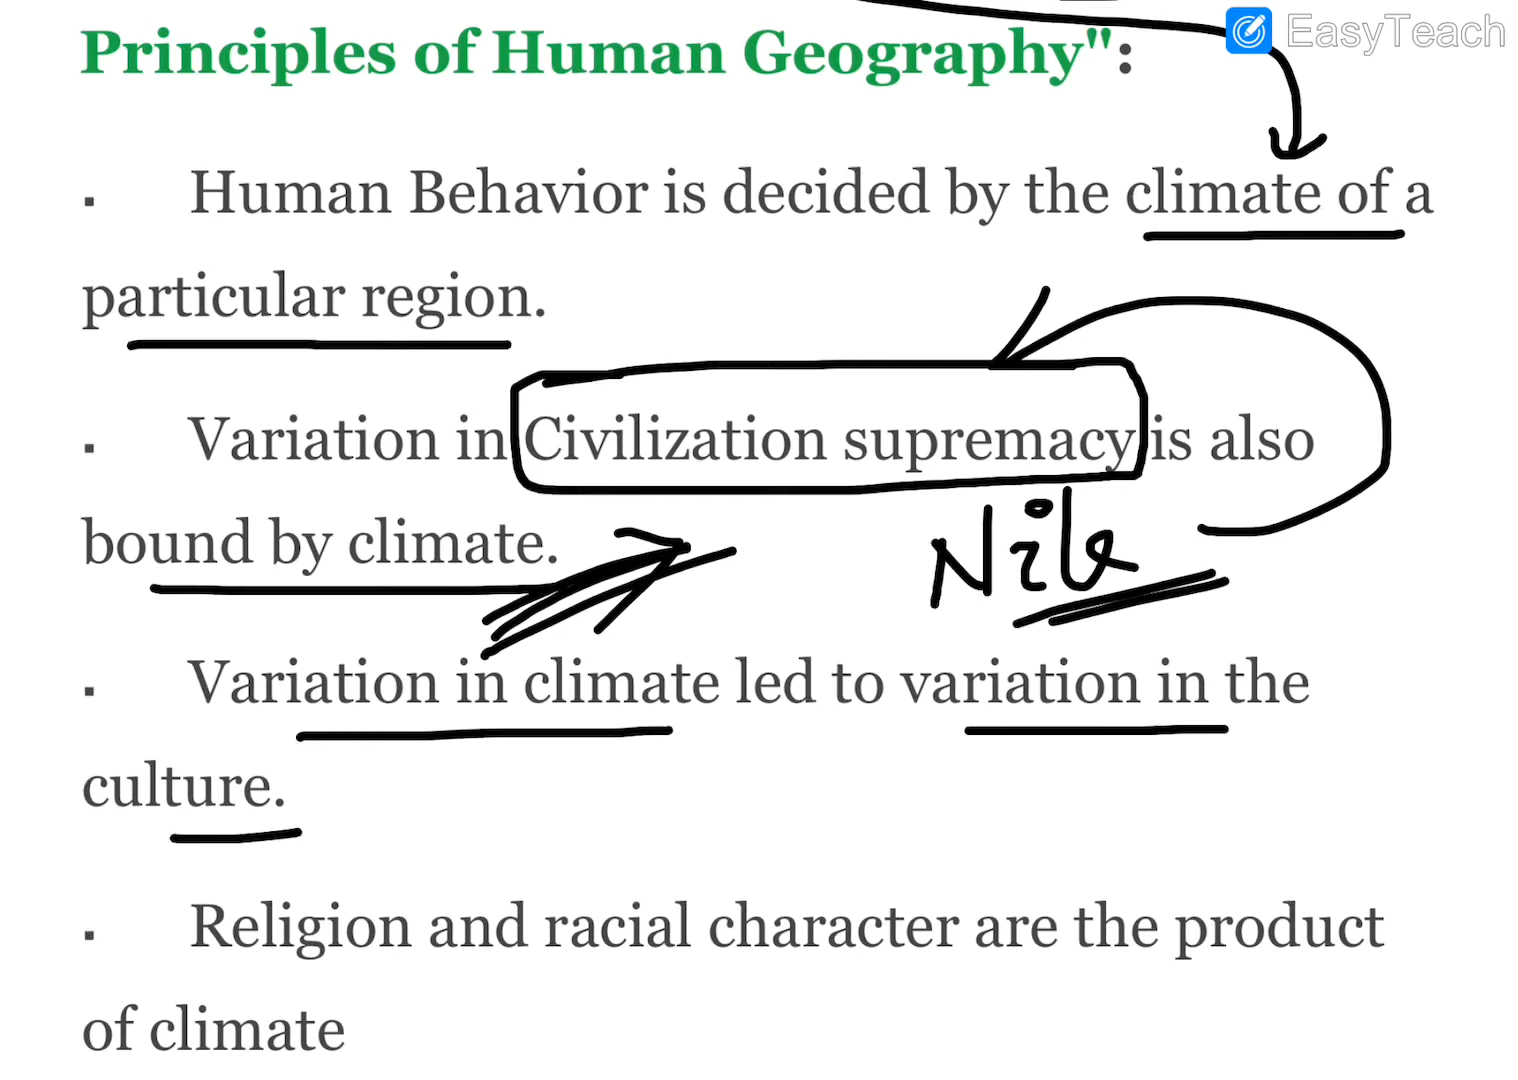 EasyTeach
Principles of Human Geography":
▪ Human Behavior is decided by the climate of a
particular region.
▪ Variation in Civilization supremacy is also
Nile
bound by climate.
▪ Variation in climate led to variation in the
culture.
▪ Religion and racial character are the product
of climate